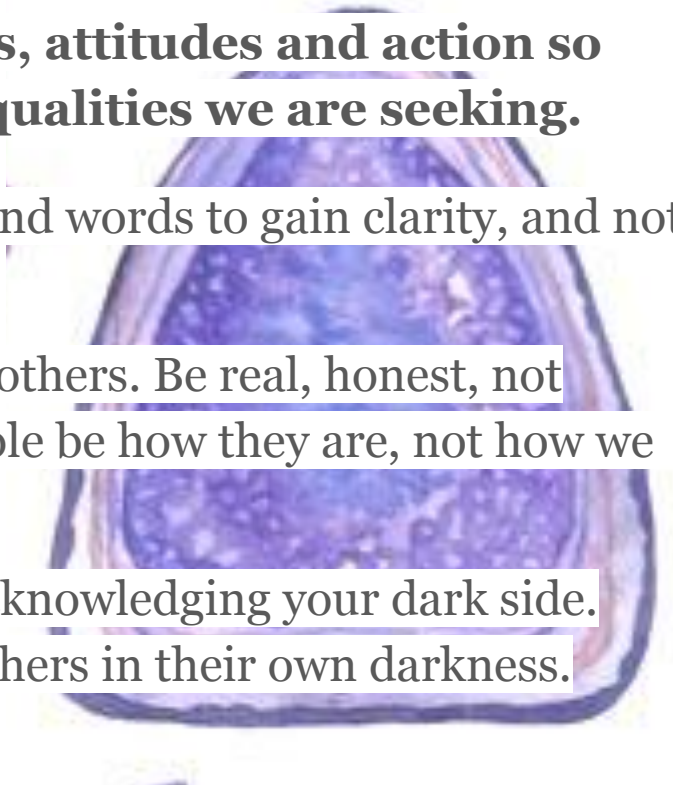 s, attitudes and action so
qualities we are seeking.
nd words to gain clarity, and not
others. Be real, honest, not
ple be how they are, not how we
knowledging your dark side.
hers in their own darkness.